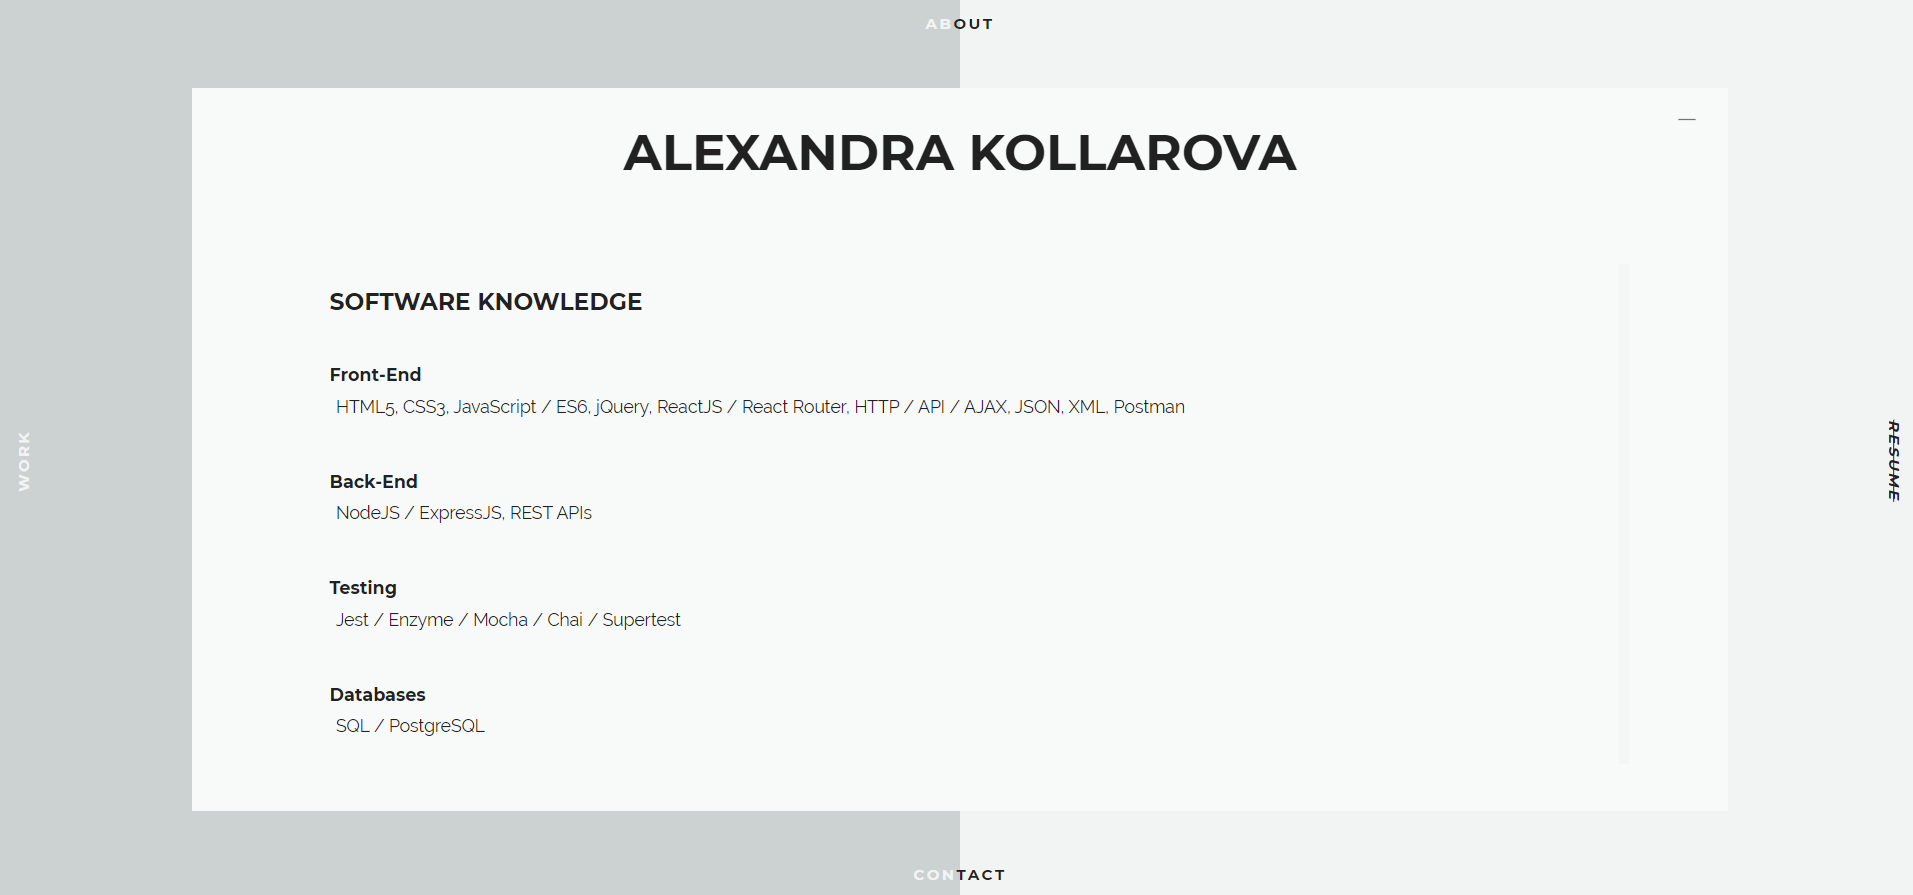 ABOUT
ALEXANDRA KOLLAROVA
SOFTWARE KNOWLEDGE
Front-End
HTML5, CSS3, JavaScript / ES6, jQuery, ReactJS / React Router, HTTP / API / AJAX, JSON, XML, Postman
WORK
RESUME
Back-End
NodeJS / ExpressJS, REST APIs
Testing
Jest / Enzyme / Mocha / Chai / Supertest
Databases
SQL / PostgreSQL
CONTACT